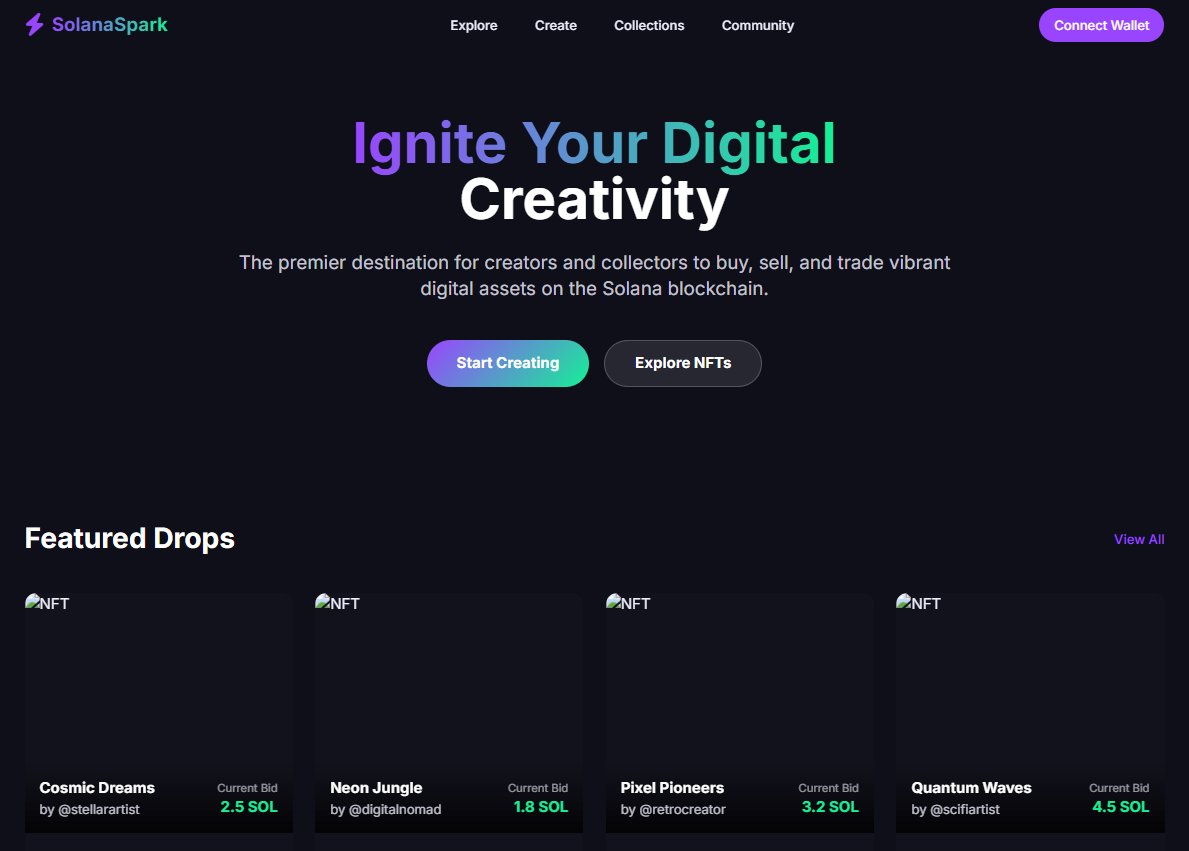 SolanaSpark
Explore
Create
Collections
Community
Connect Wallet
Ignite Your Digital
Creativity
The premier destination for creators and collectors to buy, sell, and trade vibrant
digital assets on the Solana blockchain.
Start Creating
Explore NFTs
Featured Drops
View All
NFT
NFT
NFT
NFT
Cosmic Dreams
by @stellarartist
Current Bid
2.5 SOL
Neon Jungle
by @digitalnomad
Current Bid
1.8 SOL
Pixel Pioneers
by @retrocreator
Current Bid
3.2 SOL
Quantum Waves
by @scifiartist
Current Bid
4.5 SOL